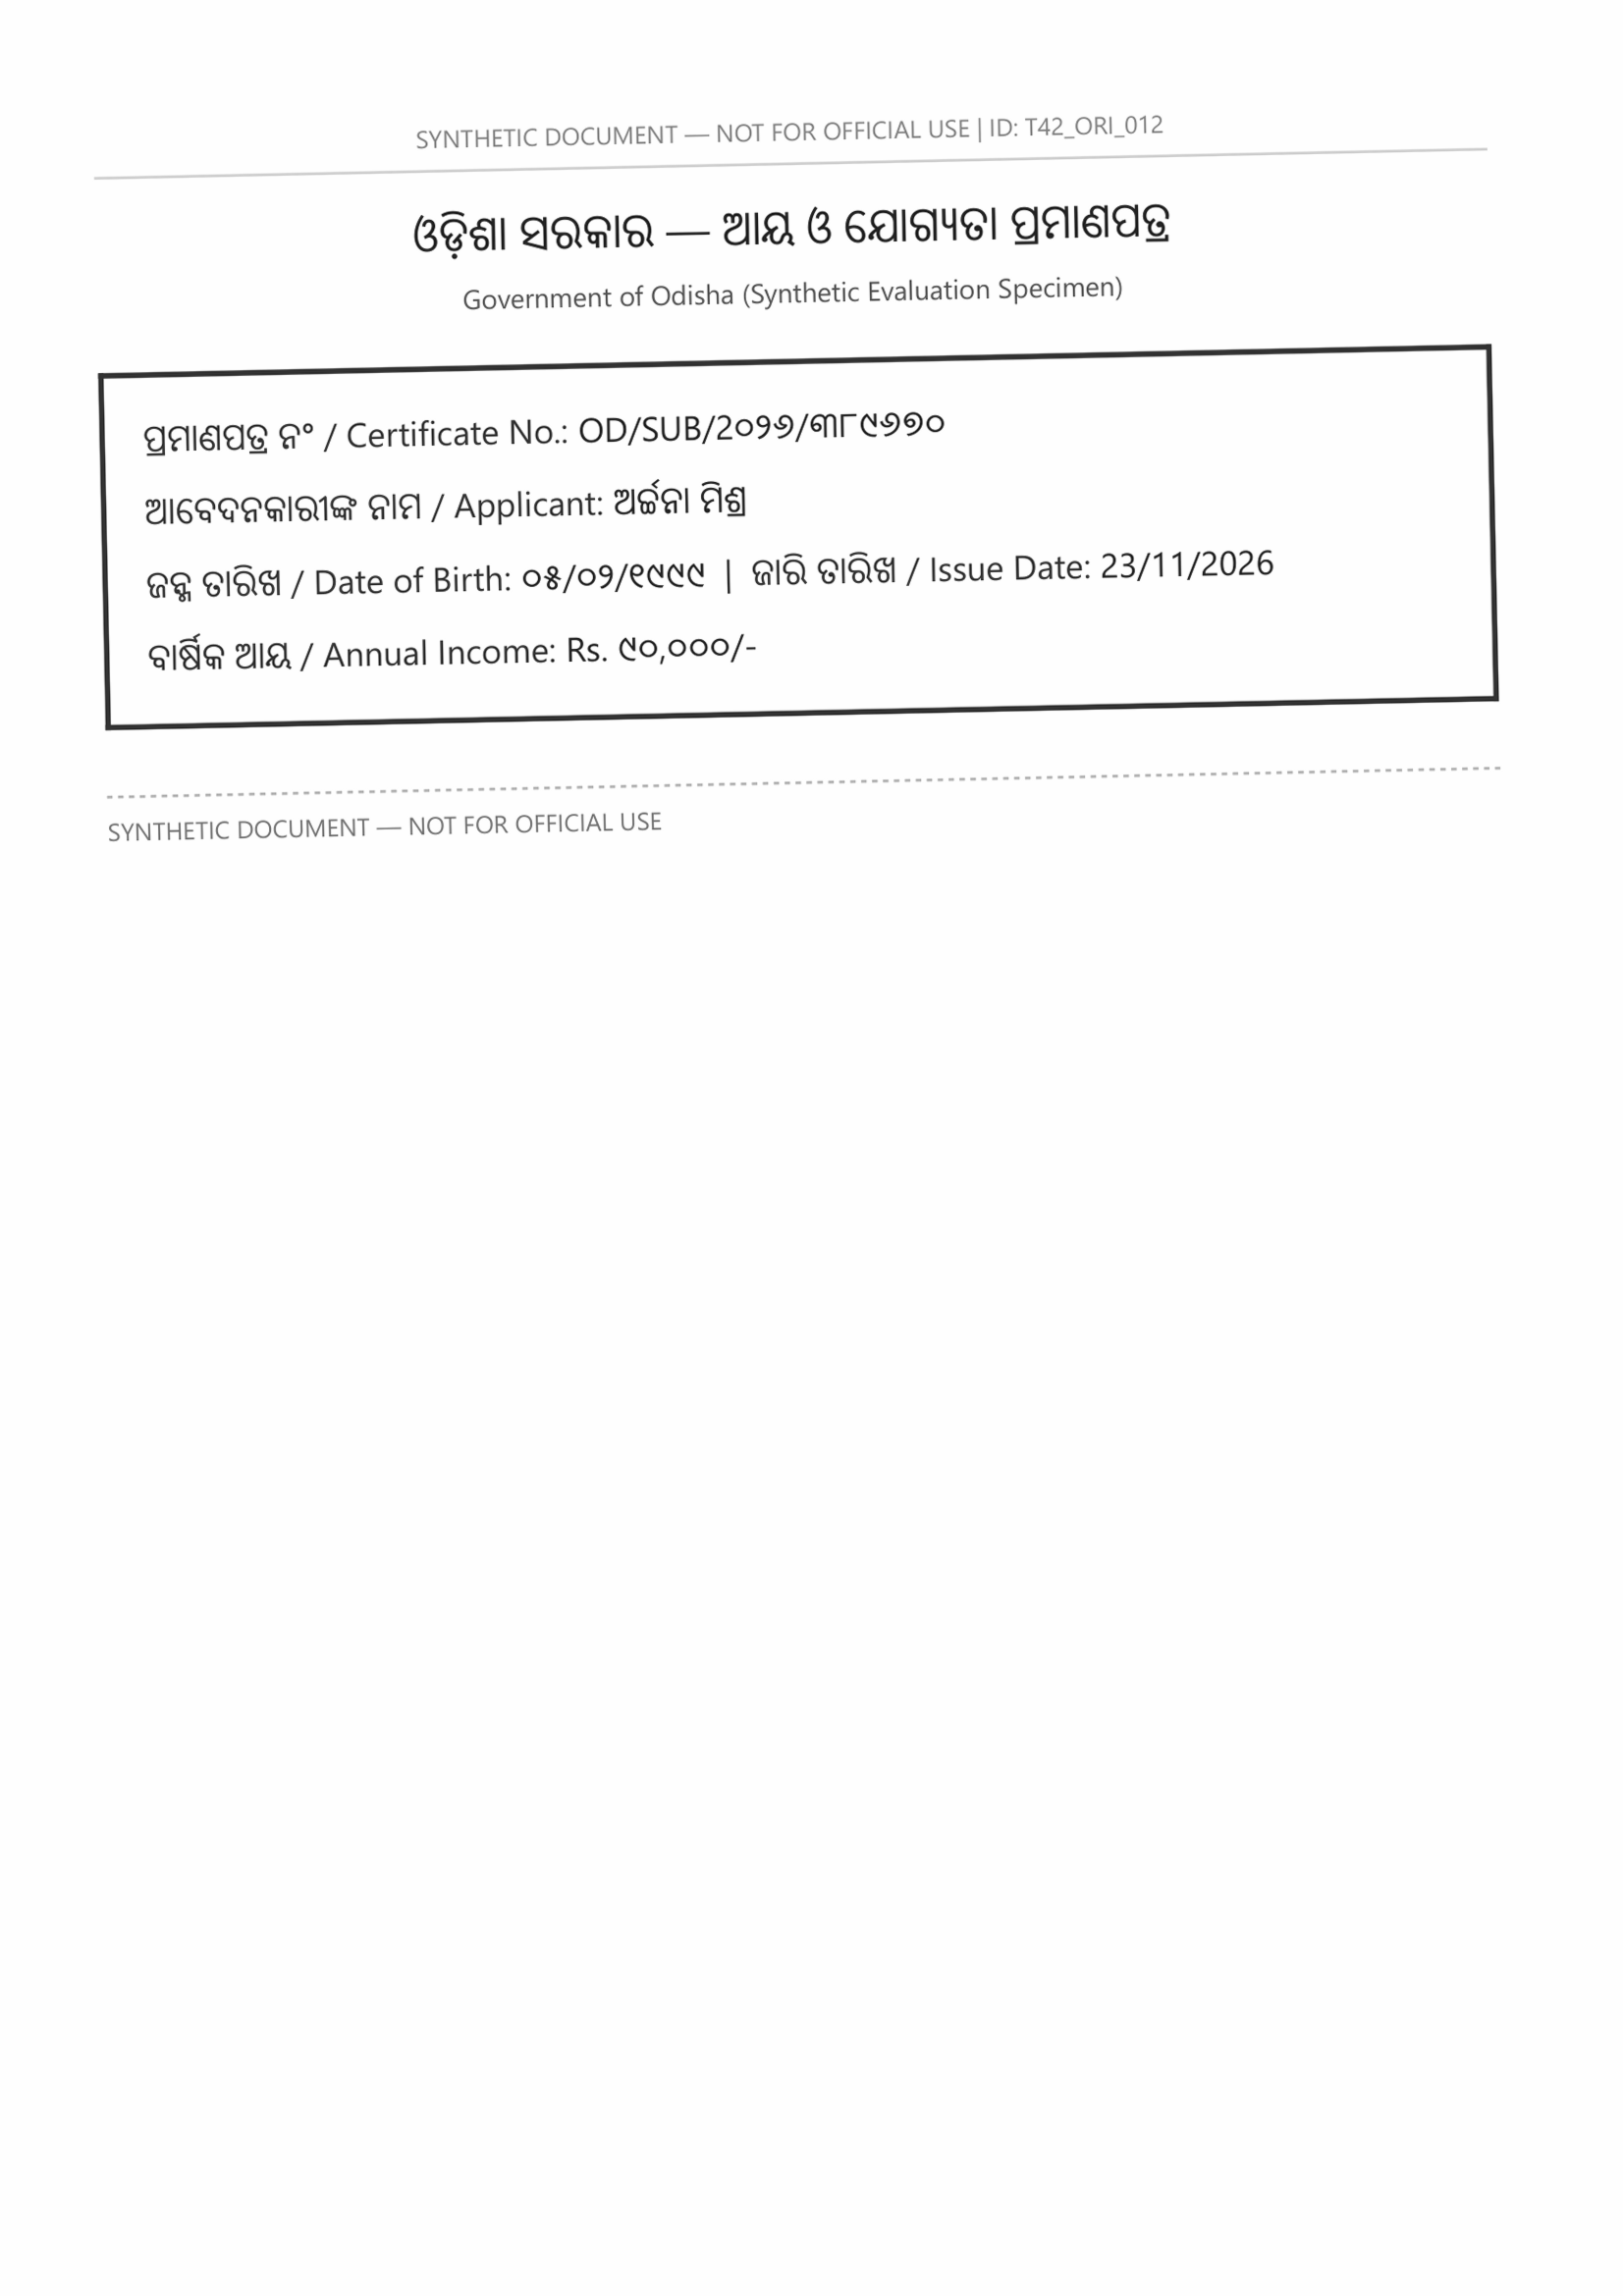 SYNTHETIC DOCUMENT — NOT FOR OFFICIAL USE | ID: T42_ORI_012
ଓଡ଼ିଶା ସରକାର — ଆୟ ଓ ଯୋଗ୍ୟତା ପ୍ରମାଣପତ୍ର
Government of Odisha (Synthetic Evaluation Specimen)
ପ୍ରମାଣପତ୍ର ନଂ / Certificate No.: OD/SUB/2୦୨୬/୩୮୯୬୭୦
ଆବେଦନକାରୀଙ୍କ ନାମ / Applicant: ଅର୍ଚ୍ଚନା ମିଶ୍ର
ଜନ୍ମ ତାରିଖ / Date of Birth: ୦୫/୦୨/୧୯୯୯ | ଜାରି ତାରିଖ / Issue Date: 23/11/2026
ବାର୍ଷିକ ଆୟ / Annual Income: Rs. ୯୦,୦୦୦/-
SYNTHETIC DOCUMENT — NOT FOR OFFICIAL USE